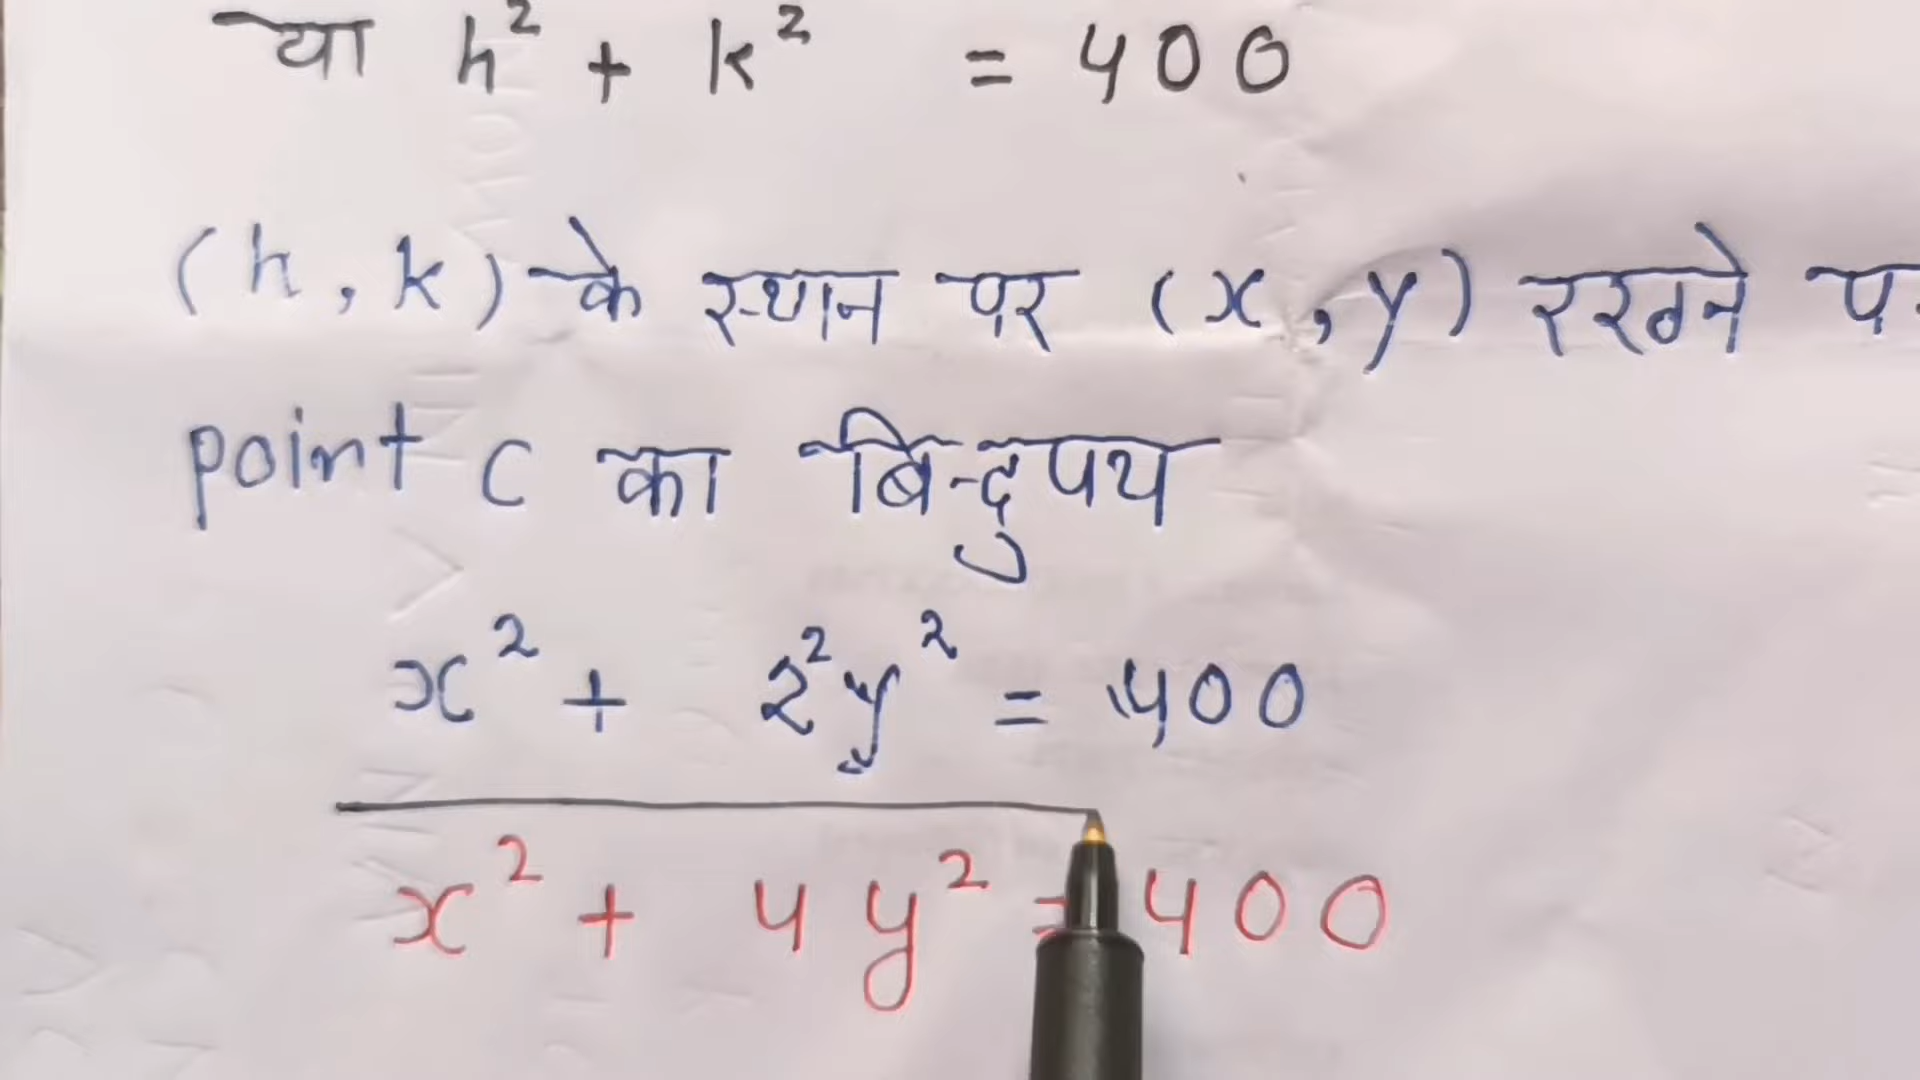 या h² + k² = 400
(h, k) के स्थान पर (x, y) रखने
point C का बिन्दुपथ
x² + 2²y² = 400
x² + 4y² = 400